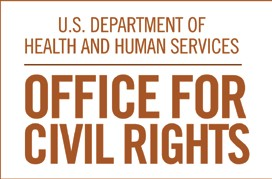 U.S. DEPARTMENT OF
HEALTH AND HUMAN SERVICES
OFFICE FOR
CIVIL RIGHTS